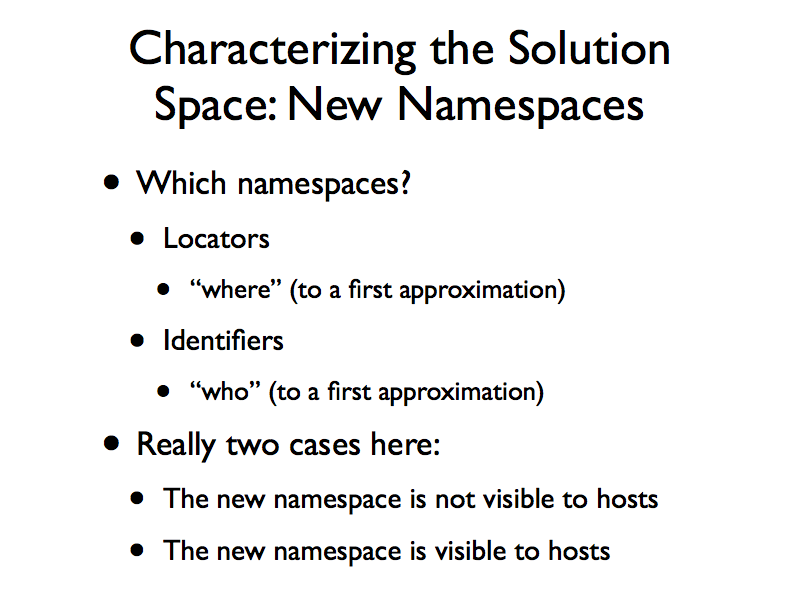 Characterizing the Solution
Space: New Namespaces
• Which namespaces?
• Locators
• “where” (to a first approximation)
• Identifiers
• “who” (to a first approximation)
• Really two cases here:
• The new namespace is not visible to hosts
• The new namespace is visible to hosts